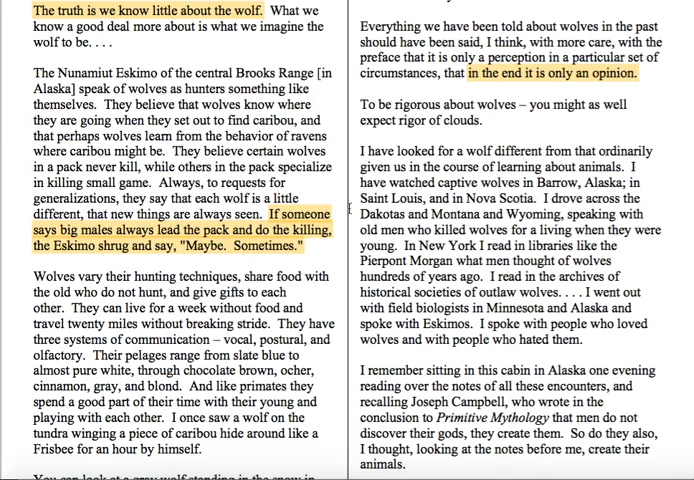 The truth is we know little about the wolf. What we
know a good deal more about is what we imagine the
wolf to be. . . .
The Nunamiut Eskimo of the central Brooks Range [in
Alaska] speak of wolves as hunters something like
themselves. They believe that wolves know where
they are going when they set out to find caribou, and
that perhaps wolves learn from the behavior of ravens
where caribou might be. They believe certain wolves
in a pack never kill, while others in the pack specialize
in killing small game. Always, to requests for
generalizations, they say that each wolf is a little
different, that new things are always seen. If someone
says big males always lead the pack and do the killing,
the Eskimo shrug and say, "Maybe. Sometimes."
Wolves vary their hunting techniques, share food with
the old who do not hunt, and give gifts to each
other. They can live for a week without food and
travel twenty miles without breaking stride. They have
three systems of communication – vocal, postural, and
olfactory. Their pelages range from slate blue to
almost pure white, through chocolate brown, ocher,
cinnamon, gray, and blond. And like primates they
spend a good part of their time with their young and
playing with each other. I once saw a wolf on the
tundra winging a piece of caribou hide around like a
Frisbee for an hour by himself.
You can look at a gray wolf standing in the snow in
Everything we have been told about wolves in the past
should have been said, I think, with more care, with the
preface that it is only a perception in a particular set of
circumstances, that in the end it is only an opinion.
To be rigorous about wolves – you might as well
expect rigor of clouds.
I have looked for a wolf different from that ordinarily
given us in the course of learning about animals. I
have watched captive wolves in Barrow, Alaska; in
Saint Louis, and in Nova Scotia. I drove across the
Dakotas and Montana and Wyoming, speaking with
old men who killed wolves for a living when they were
young. In New York I read in libraries like the
Pierpont Morgan what men thought of wolves
hundreds of years ago. I read in the archives of
historical societies of outlaw wolves. . . . I went out
with field biologists in Minnesota and Alaska and
spoke with Eskimos. I spoke with people who loved
wolves and with people who hated them.
I remember sitting in this cabin in Alaska one evening
reading over the notes of all these encounters, and
recalling Joseph Campbell, who wrote in the
conclusion to Primitive Mythology that men do not
discover their gods, they create them. So do they also,
I thought, looking at the notes before me, create their
animals.